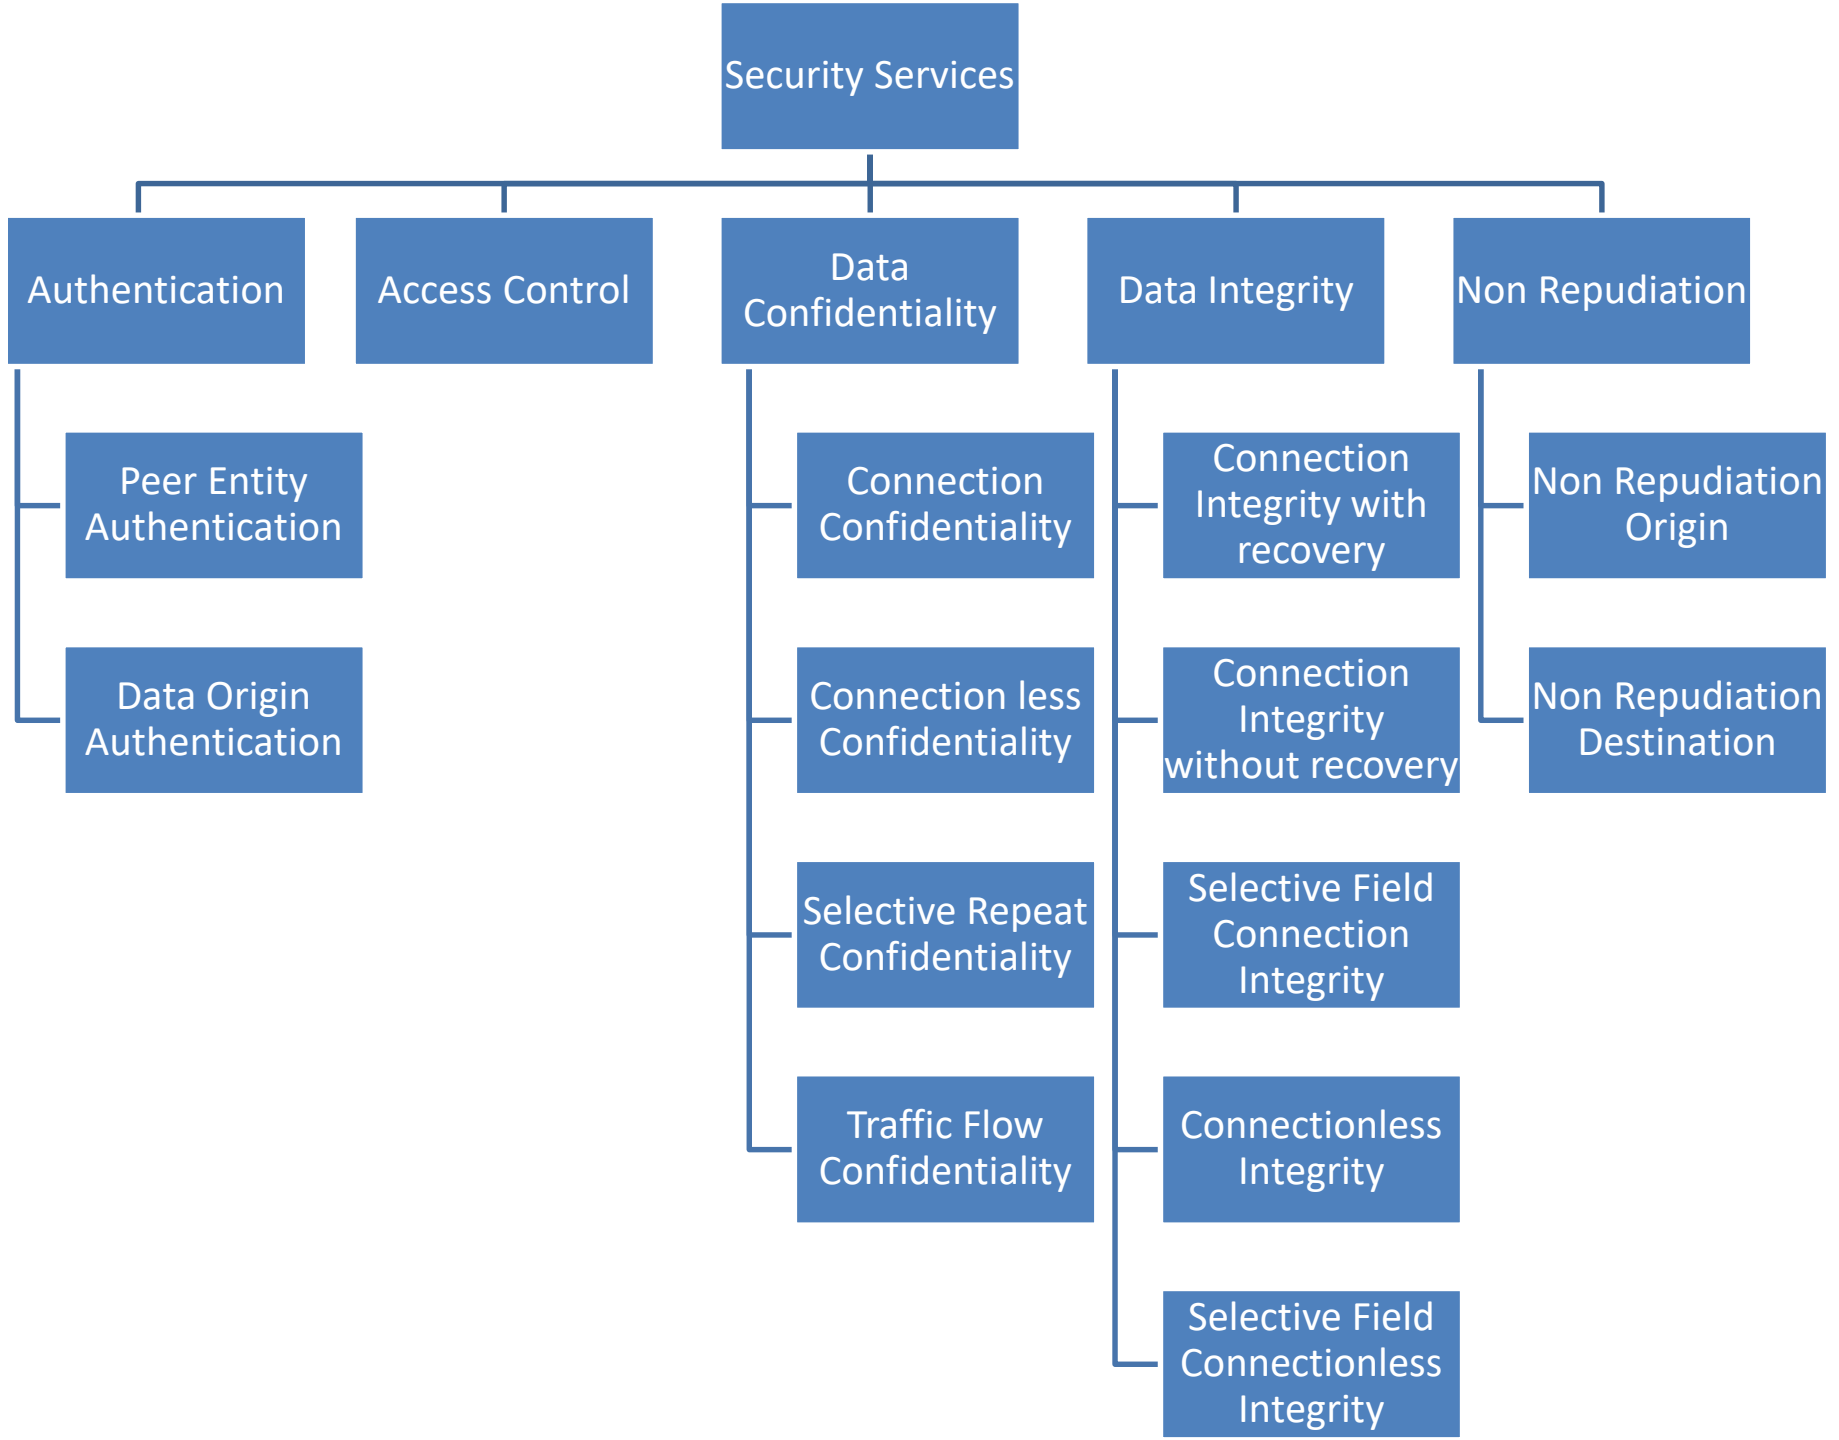 Security Services
Authentication
Access Control
Data
Confidentiality
Data Integrity
Non Repudiation
Peer Entity
Authentication
Data Origin
Authentication
Connection
Confidentiality
Connection less
Confidentiality
Selective Repeat
Confidentiality
Traffic Flow
Confidentiality
Connection
Integrity with
recovery
Connection
Integrity
without recovery
Selective Field
Connection
Integrity
Connectionless
Integrity
Selective Field
Connectionless
Integrity
Non Repudiation
Origin
Non Repudiation
Destination